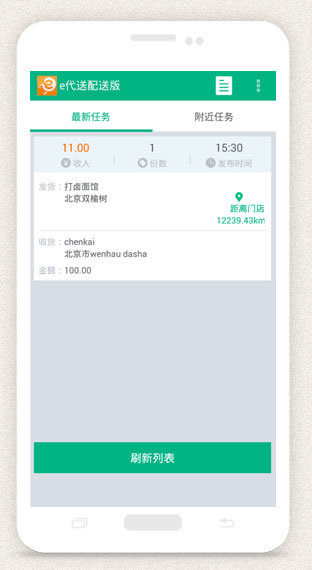 e代送配送版
最新任务
附近任务
11.00
1
15:30
¥ 收入
份数
发布时间
发货：打卤面馆
北京双榆树
距离门店
12239.43km
收货：chenkai
北京市wenhau dasha
金额：100.00
刷新列表